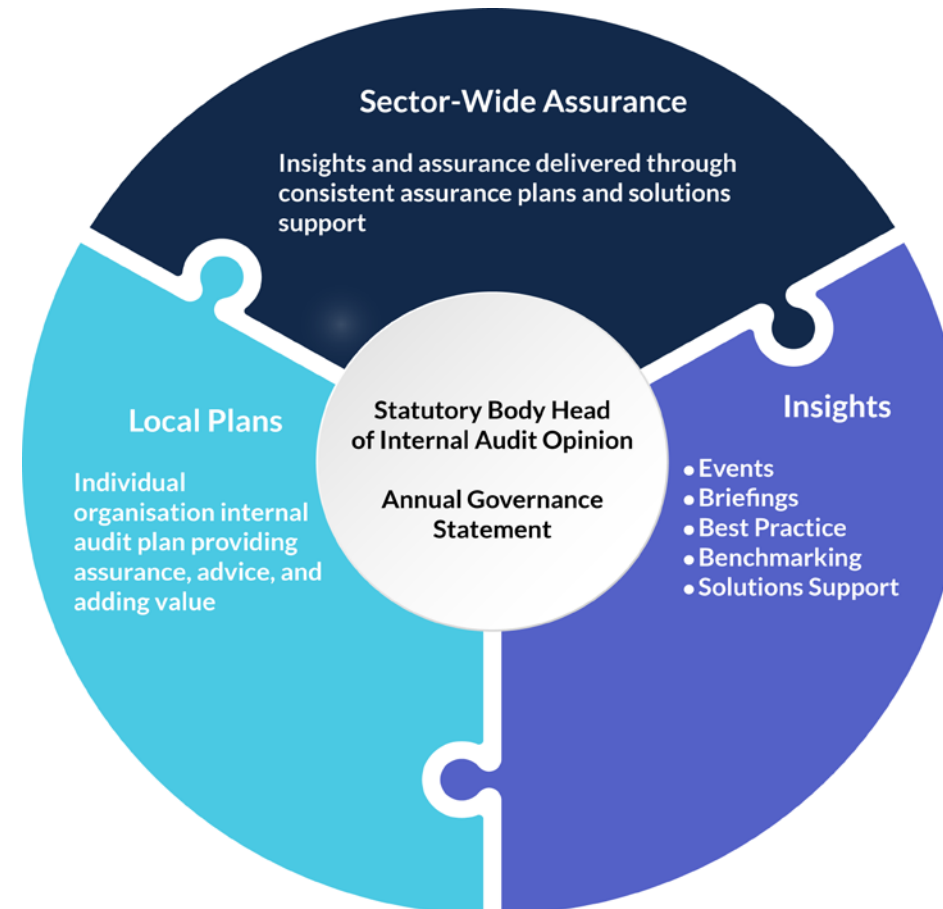 Sector-Wide Assurance
Insights and assurance delivered through
consistent assurance plans and solutions
support
Local Plans
Individual
organisation internal
audit plan providing
assurance, advice, and
adding value
Statutory Body Head
of Internal Audit Opinion
Annual Governance
Statement
Insights
• Events
• Briefings
• Best Practice
• Benchmarking
• Solutions Support